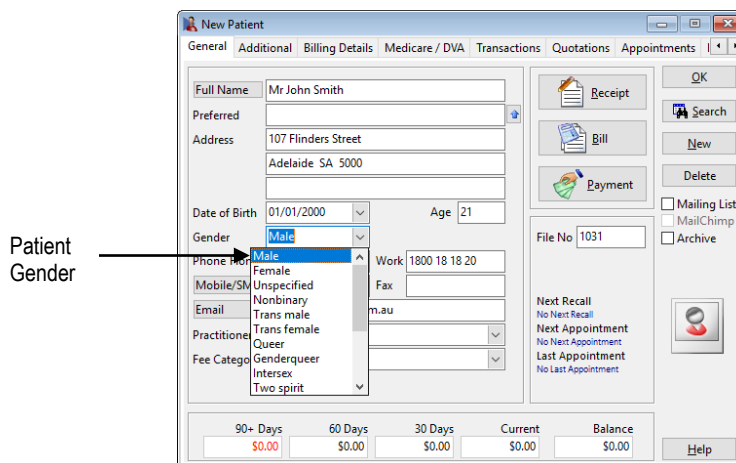 New Patient
General Additional Billing Details Medicare / DVA Transactions Quotations Appointments
Full Name Mr John Smith
Preferred
Address 107 Flinders Street
Adelaide SA 5000
Date of Birth 01/01/2000 Age 21
Gender Male
Phone Work 1800 18 18 20
Mobile/SM Fax
Email m.au
Practitione
Fee Catego
Male
Female
Unspecified
Nonbinary
Trans male
Trans female
Queer
Genderqueer
Intersex
Two spirit
Patient
Gender
Receipt
Bill
Payment
File No 1031
Next Recall
No Next Recall
Next Appointment
No Next Appointment
Last Appointment
No Last Appointment
OK
Search
New
Delete
Mailing List
MailChimp
Archive
90+ Days 60 Days 30 Days Current Balance
$0.00 $0.00 $0.00 $0.00 $0.00
Help